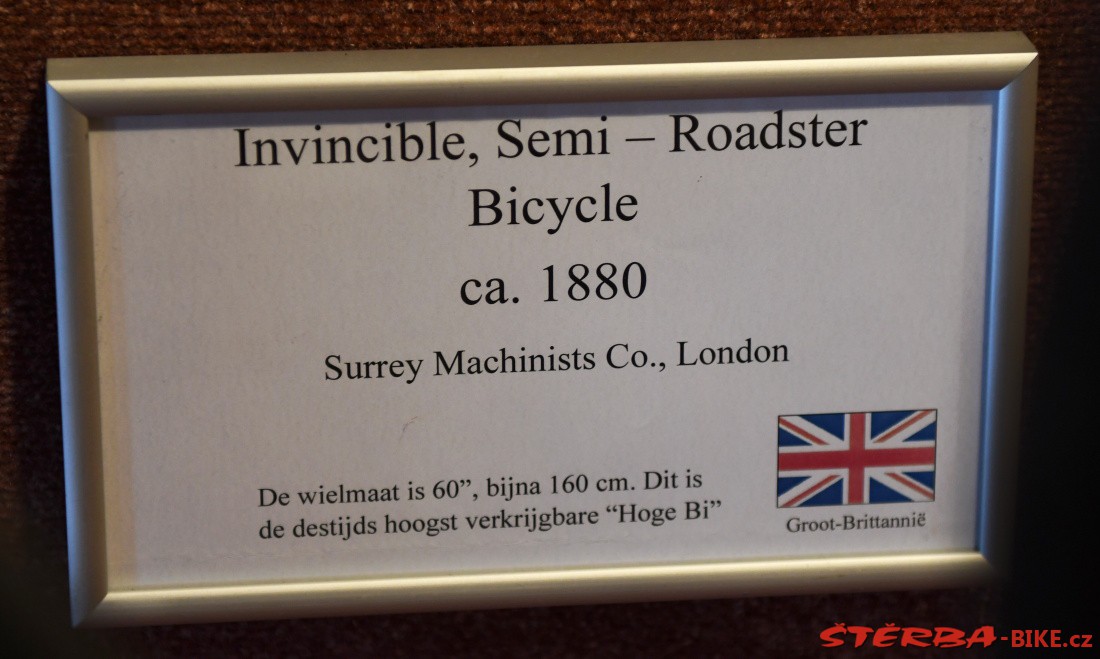 Invincible, Semi – Roadster
Bicycle
ca. 1880
Surrey Machinists Co., London
De wielmaat is 60”, bijna 160 cm. Dit is
de destijds hoogst verkrijgbare “Hoge Bi”
Groot-Brittannië
ŠTĚRBA-BIKE.cz